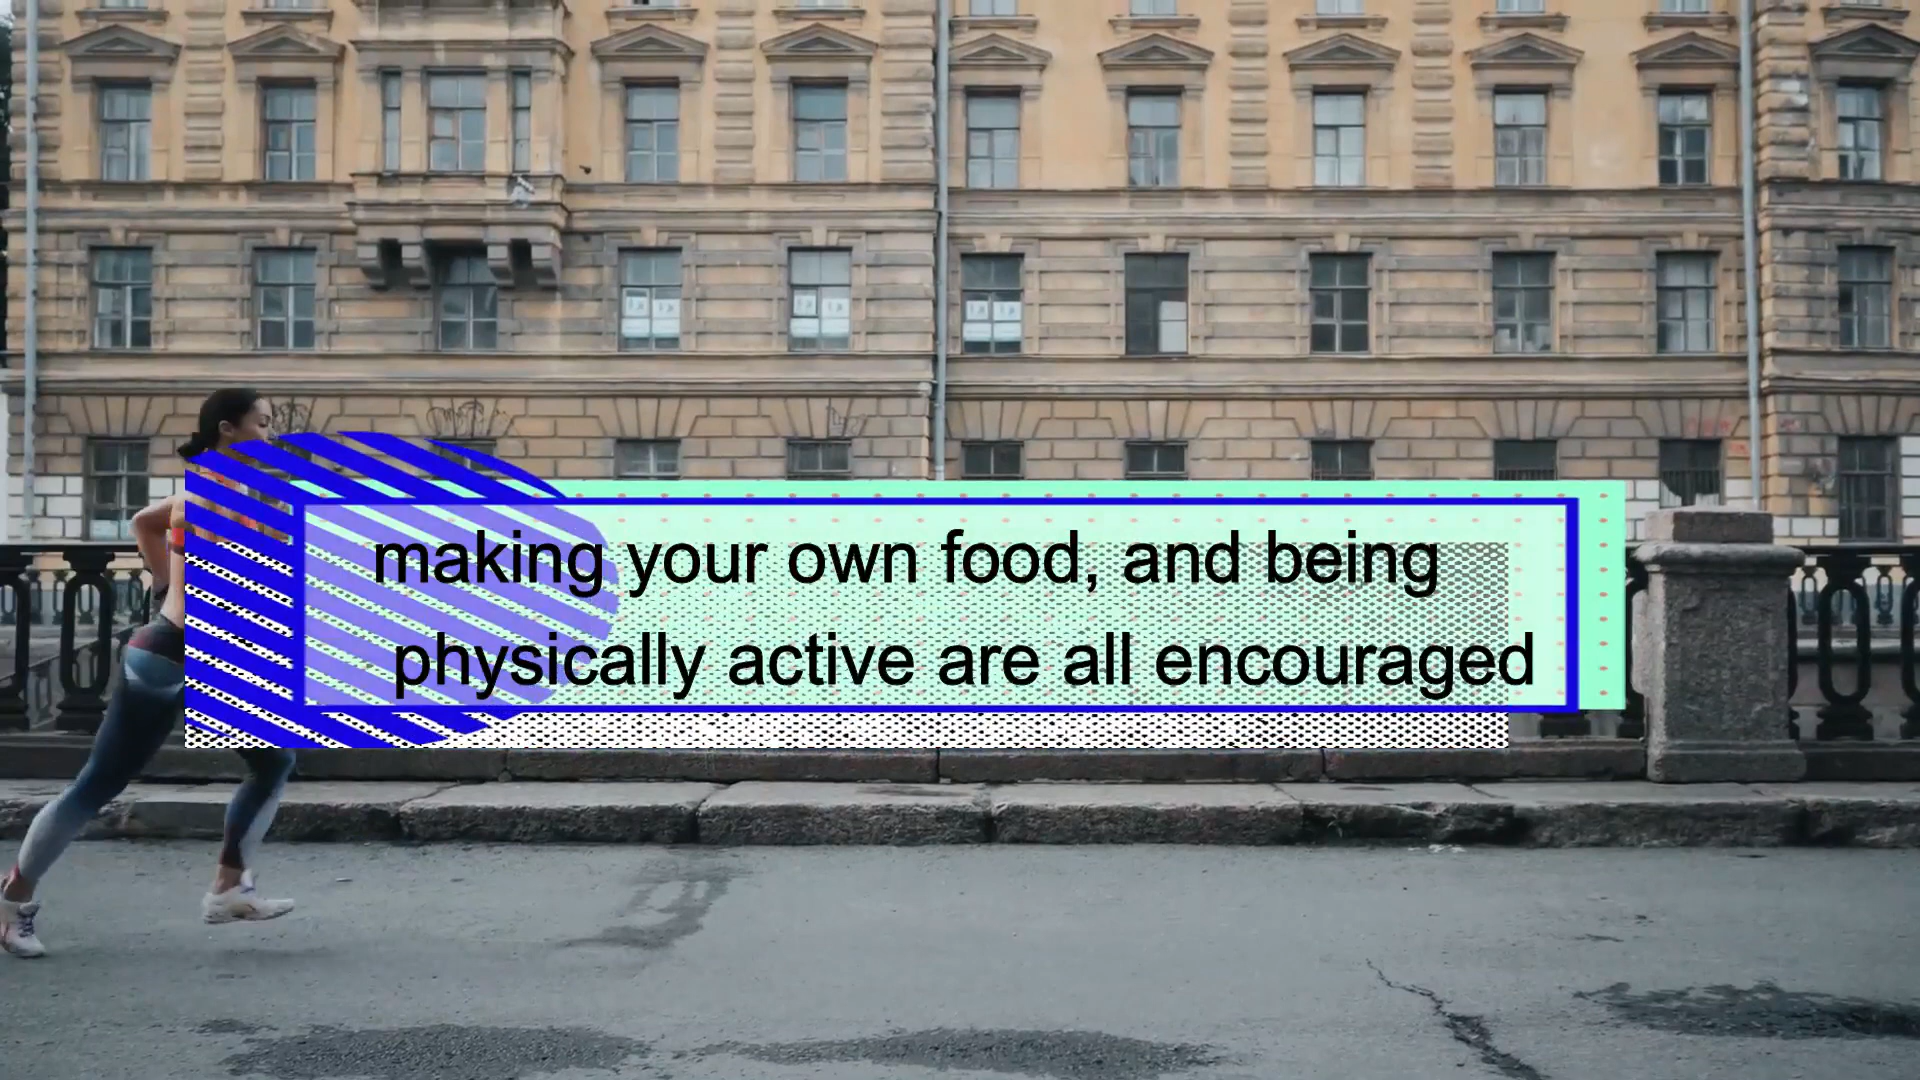 making your own food, and being
physically active are all encouraged